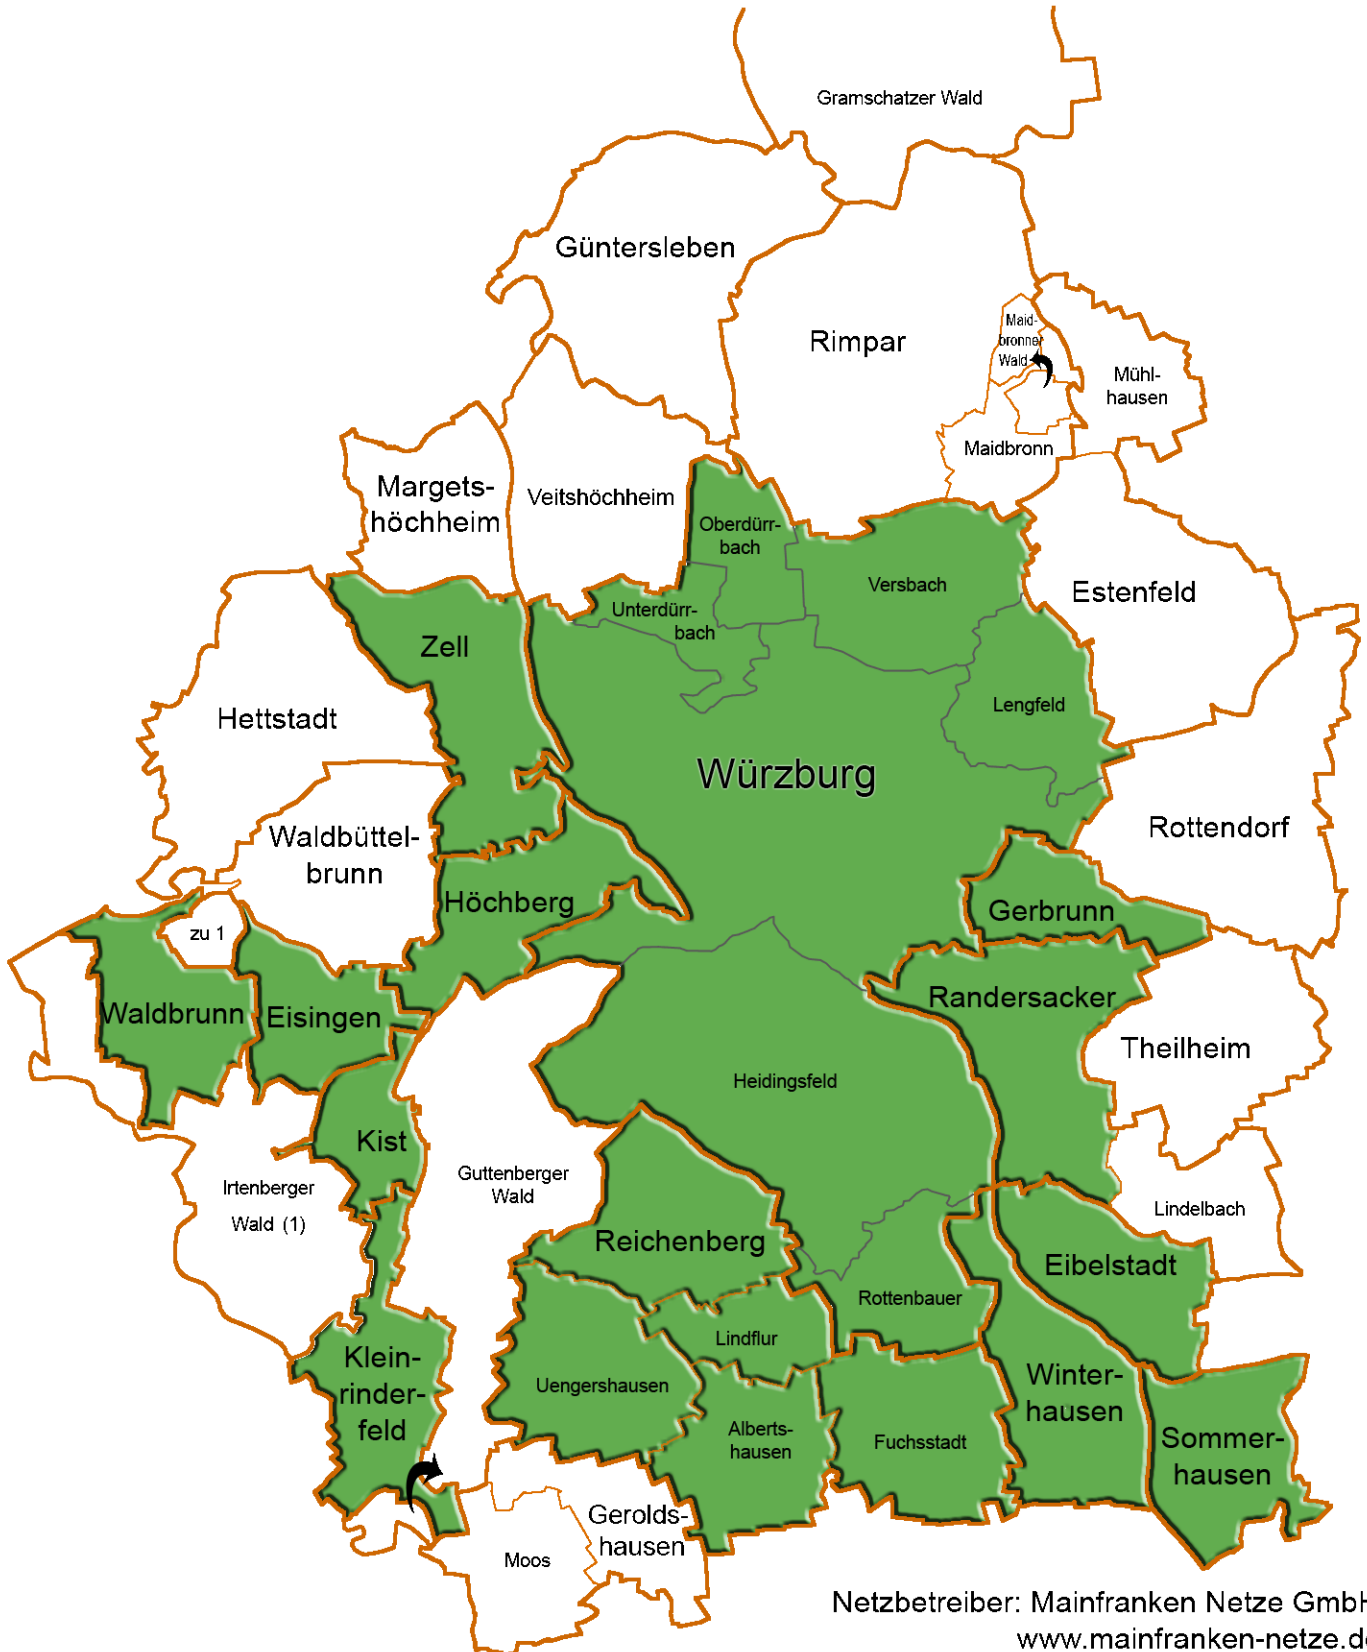 Gramschatzer Wald
Güntersleben
Rimpar
Maid-
bronner
Wald
Mühl-
hausen
Maidbronn
Margets-
höchheim
Veitshöchheim
Oberdürr-
bach
Versbach
Estenfeld
Unterdürr-
bach
Zell
Lengfeld
Hettstadt
Würzburg
Rottendorf
Waldbüttel-
brunn
Höchberg
Gerbrunn
zu 1
Waldbrunn
Eisingen
Randersacker
Theilheim
Heidingsfeld
Kist
Guttenberger
Wald
Irtenberger
Wald (1)
Lindelbach
Reichenberg
Eibelstadt
Rottenbauer
Lindflur
Klein-
rinder-
feld
Uengershausen
Winter-
hausen
Alberts-
hausen
Fuchsstadt
Sommer-
hausen
Gerolds-
hausen
Moos
Netzbetreiber: Mainfranken Netze GmbH
www.mainfranken-netze.de